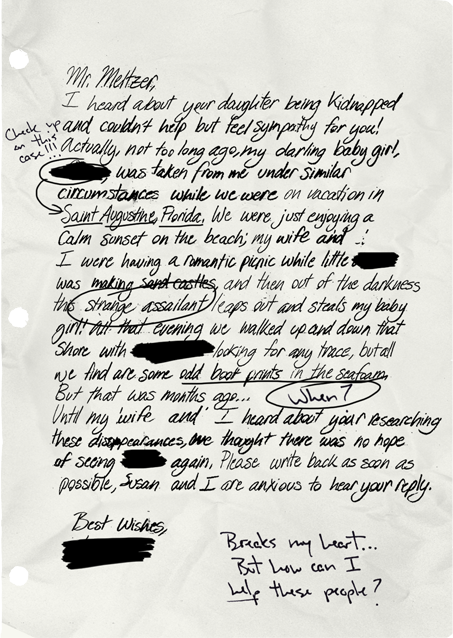 Mr. Meltzer,
I heard about your daughter being kidnapped
and couldn't help but feel sympathy for you!
Check up
on this
case!!!
Actually, not too long ago, my darling baby girl,
, was taken from me under similar
circumstances while we were on vacation in
Saint Augustine, Florida. We were just enjoying a
calm sunset on the beach; my wife and
I were having a romantic picnic while little
was making sand castles, and then out of the darkness
this strange assailant leaps out and steals my baby
girl! All that evening we walked up and down that
shore with looking for any trace, but all
we find are some odd boot prints in the seafoam.
But that was months ago... When?
Until my 'wife and' I heard about your researching
these disappearances, we thought there was no hope
of seeing again, Please write back as soon as
possible, Susan and I are anxious to hear your reply.
Best Wishes,
Breaks my heart...
But how can I
help these people?